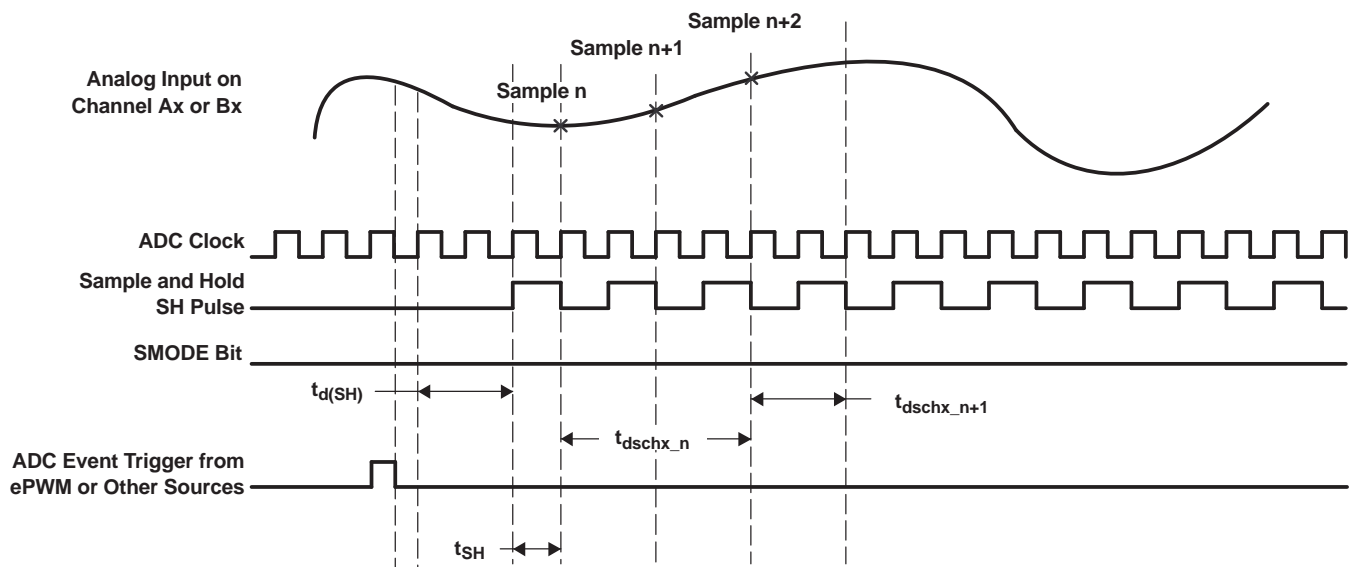 Sample n+2
Sample n+1
Analog Input on
Channel Ax or Bx
Sample n
ADC Clock
Sample and Hold
SH Pulse
SMODE Bit
td(SH)
tdschx_n+1
tdschx_n
ADC Event Trigger from
ePWM or Other Sources
tSH